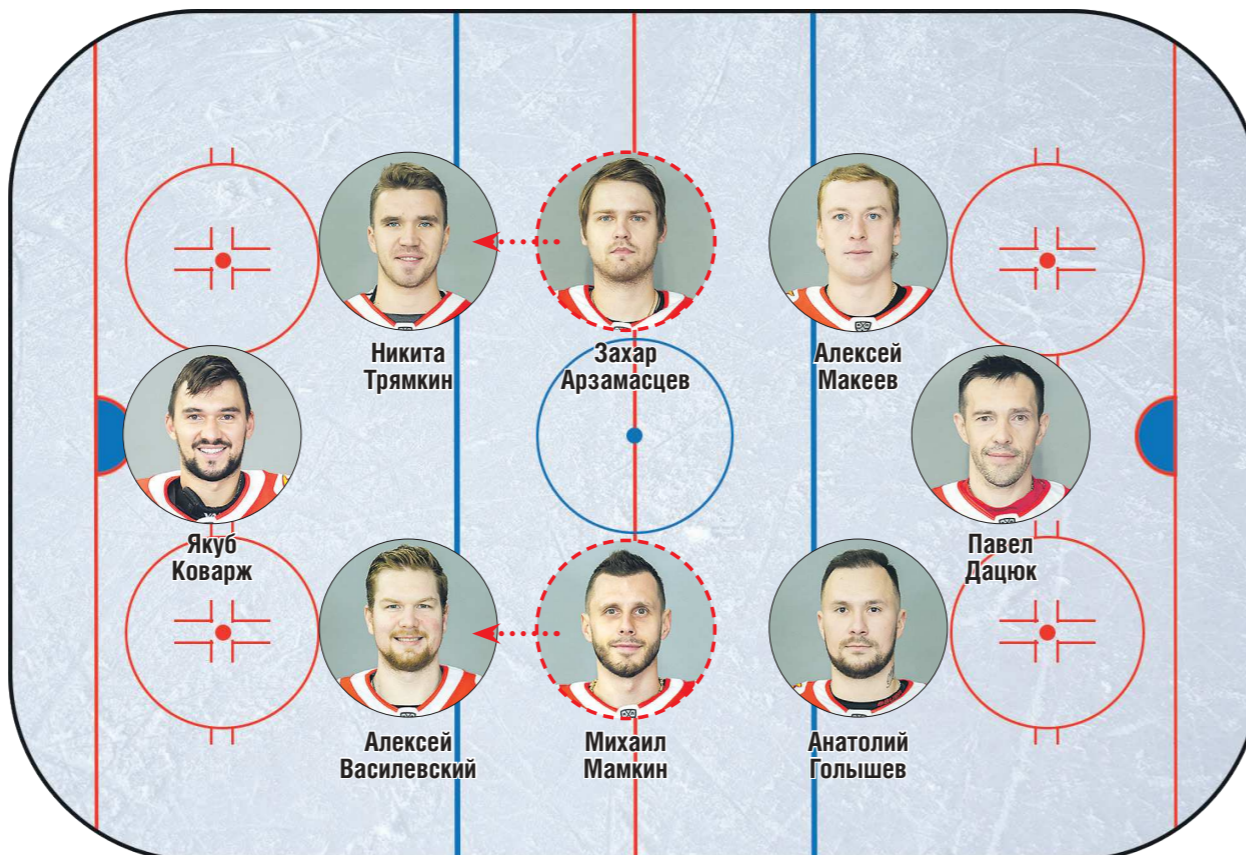 Никита
Трямкин
Захар
Арзамасцев
Алексей
Макеев
Якуб
Коварж
Павел
Дацюк
Алексей
Василевский
Михаил
Мамкин
Анатолий
Голышев